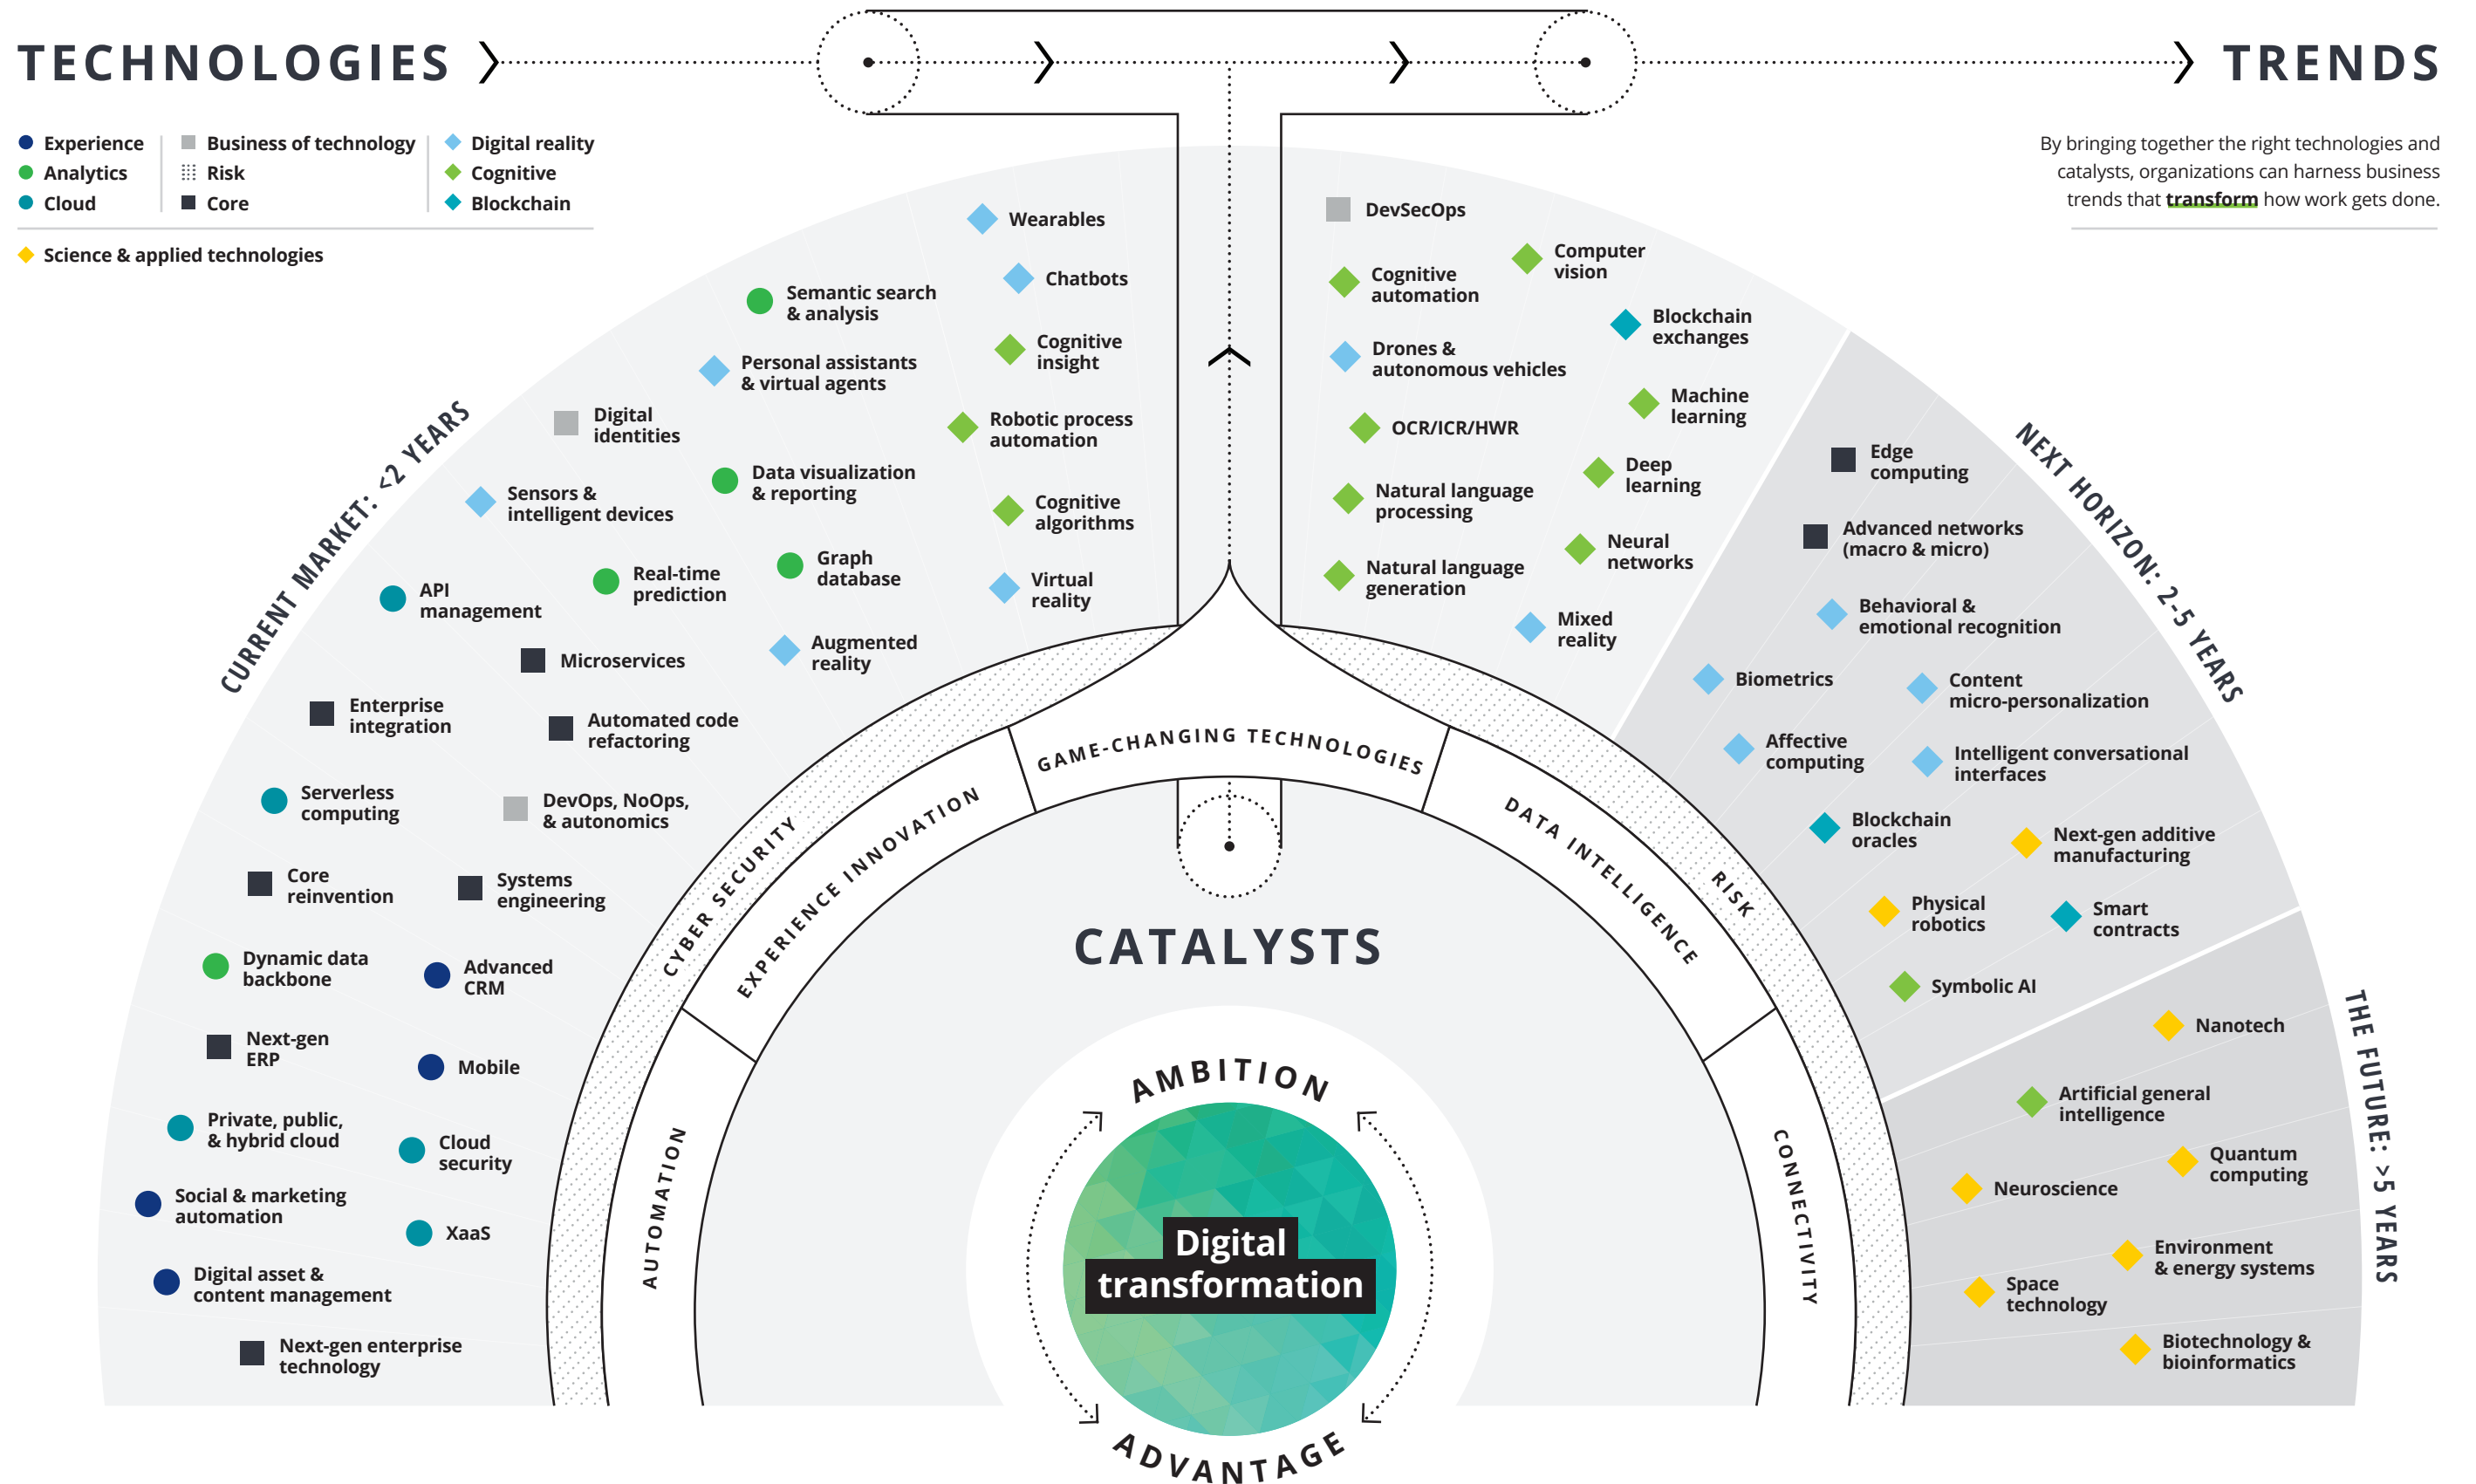 TECHNOLOGIES
TRENDS
Experience
Analytics
Cloud
Business of technology
Risk
Core
Digital reality
Cognitive
Blockchain
Science & applied technologies
By bringing together the right technologies and
catalysts, organizations can harness business
trends that transform how work gets done.
CURRENT MARKET: <2 YEARS
Wearables
Chatbots
Semantic search
& analysis
Cognitive
insight
Personal assistants
& virtual agents
Digital
identities
Robotic process
automation
Data visualization
& reporting
Sensors &
intelligent devices
Cognitive
algorithms
Graph
database
Real-time
prediction
Virtual
reality
API
management
Augmented
reality
Microservices
Enterprise
integration
Automated code
refactoring
Serverless
computing
DevOps, NoOps,
& autonomics
Core
reinvention
Systems
engineering
Dynamic data
backbone
Advanced
CRM
Next-gen
ERP
Mobile
Private, public,
& hybrid cloud
Cloud
security
Social & marketing
automation
XaaS
Digital asset &
content management
Next-gen enterprise
technology
DevSecOps
Computer
vision
Cognitive
automation
Blockchain
exchanges
Drones &
autonomous vehicles
Machine
learning
OCR/ICR/HWR
Deep
learning
Natural language
processing
Neural
networks
Natural language
generation
Mixed
reality
NEXT HORIZON: 2-5 YEARS
Edge
computing
Advanced networks
(macro & micro)
Behavioral &
emotional recognition
Biometrics
Content
micro-personalization
Affective
computing
Intelligent conversational
interfaces
Blockchain
oracles
Next-gen additive
manufacturing
Physical
robotics
Smart
contracts
Symbolic AI
THE FUTURE: >5 YEARS
Nanotech
Artificial general
intelligence
Quantum
computing
Neuroscience
Environment
& energy systems
Space
technology
Biotechnology &
bioinformatics
CYBER SECURITY
RISK
AUTOMATION
EXPERIENCE INNOVATION
GAME-CHANGING TECHNOLOGIES
DATA INTELLIGENCE
CONNECTIVITY
CATALYSTS
AMBITION
Digital
transformation
ADVANTAGE